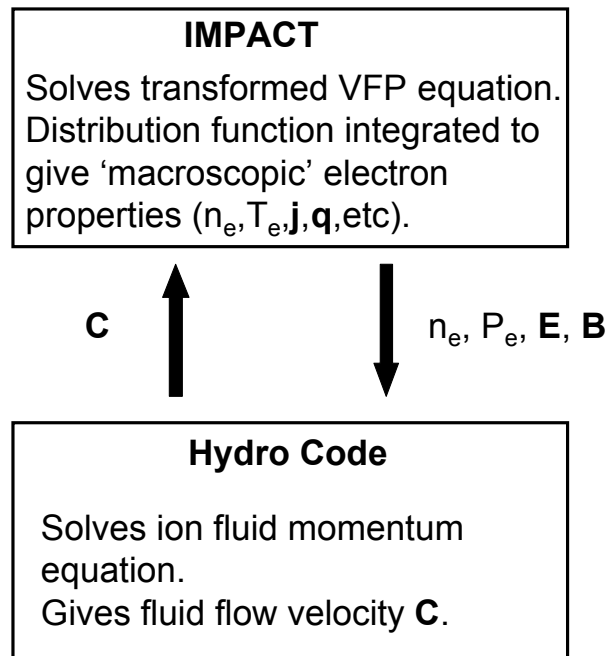 IMPACT
Solves transformed VFP equation.
Distribution function integrated to
give ‘macroscopic’ electron
properties (nₑ,Tₑ,j,q,etc).
C
nₑ, Pₑ, E, B
Hydro Code
Solves ion fluid momentum
equation.
Gives fluid flow velocity C.